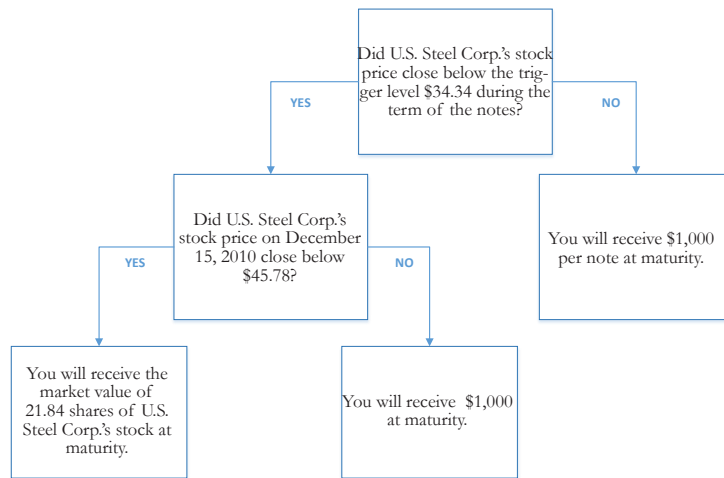 Did U.S. Steel Corp.'s stock
price close below the trig-
ger level $34.34 during the
term of the notes?
YES
NO
Did U.S. Steel Corp.'s
stock price on December
15, 2010 close below
$45.78?
You will receive $1,000
per note at maturity.
YES
NO
You will receive the
market value of
21.84 shares of U.S.
Steel Corp.'s stock at
maturity.
You will receive $1,000
at maturity.